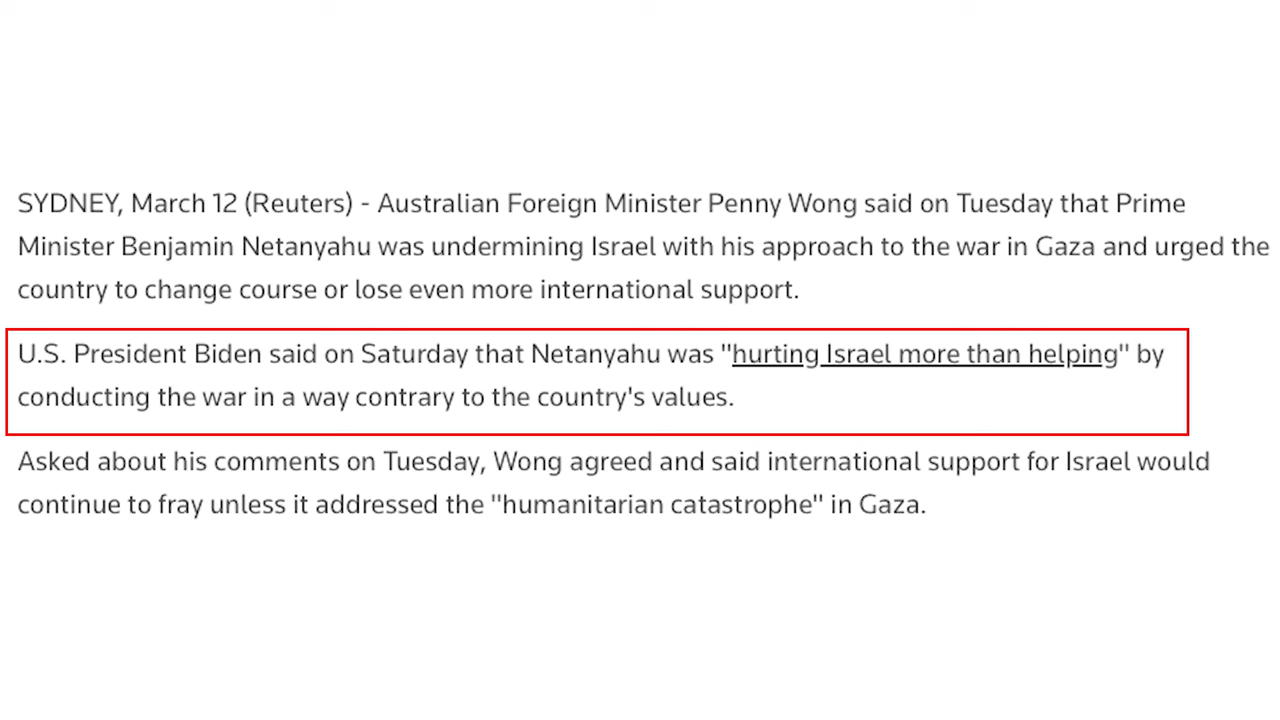 SYDNEY, March 12 (Reuters) - Australian Foreign Minister Penny Wong said on Tuesday that Prime
Minister Benjamin Netanyahu was undermining Israel with his approach to the war in Gaza and urged the
country to change course or lose even more international support.
U.S. President Biden said on Saturday that Netanyahu was "hurting Israel more than helping" by
conducting the war in a way contrary to the country's values.
Asked about his comments on Tuesday, Wong agreed and said international support for Israel would
continue to fray unless it addressed the "humanitarian catastrophe" in Gaza.